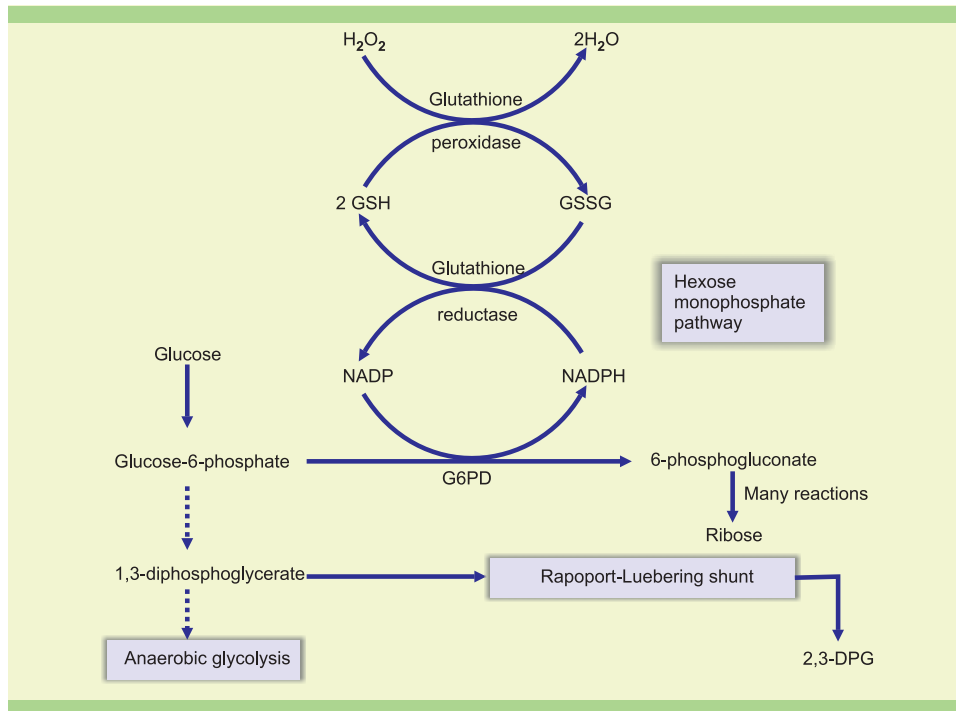 H₂O₂ 2H₂O
Glutathione
peroxidase
2 GSH GSSG
Glutathione
reductase
Hexose
monophosphate
pathway
Glucose
NADP NADPH
Glucose-6-phosphate 6-phosphogluconate
G6PD
Many reactions
Ribose
1,3-diphosphoglycerate Rapoport-Luebering shunt
Anaerobic glycolysis 2,3-DPG